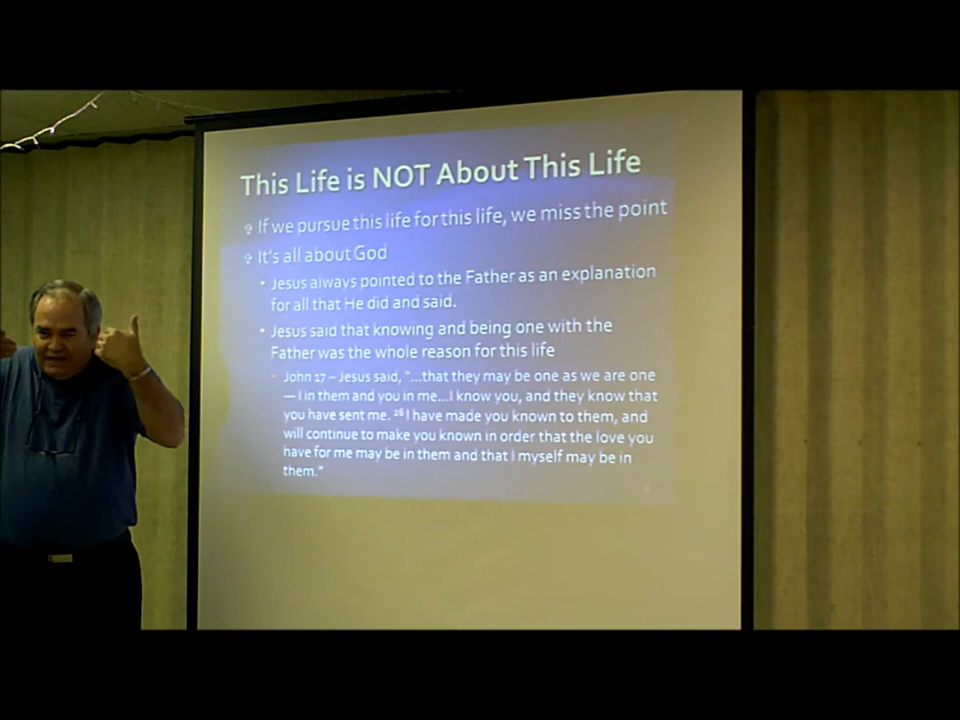 This Life is NOT About This Life
If we pursue this life for this life, we miss the point
It's all about God
• Jesus always pointed to the Father as an explanation
for all that He did and said.
• Jesus said that knowing and being one with the
Father was the whole reason for this life
• John 17 – Jesus said, "...that they may be one as we are one
— I in them and you in me...I know you, and they know that
you have sent me. ²⁶ I have made you known to them, and
will continue to make you known in order that the love you
have for me may be in them and that I myself may be in
them."